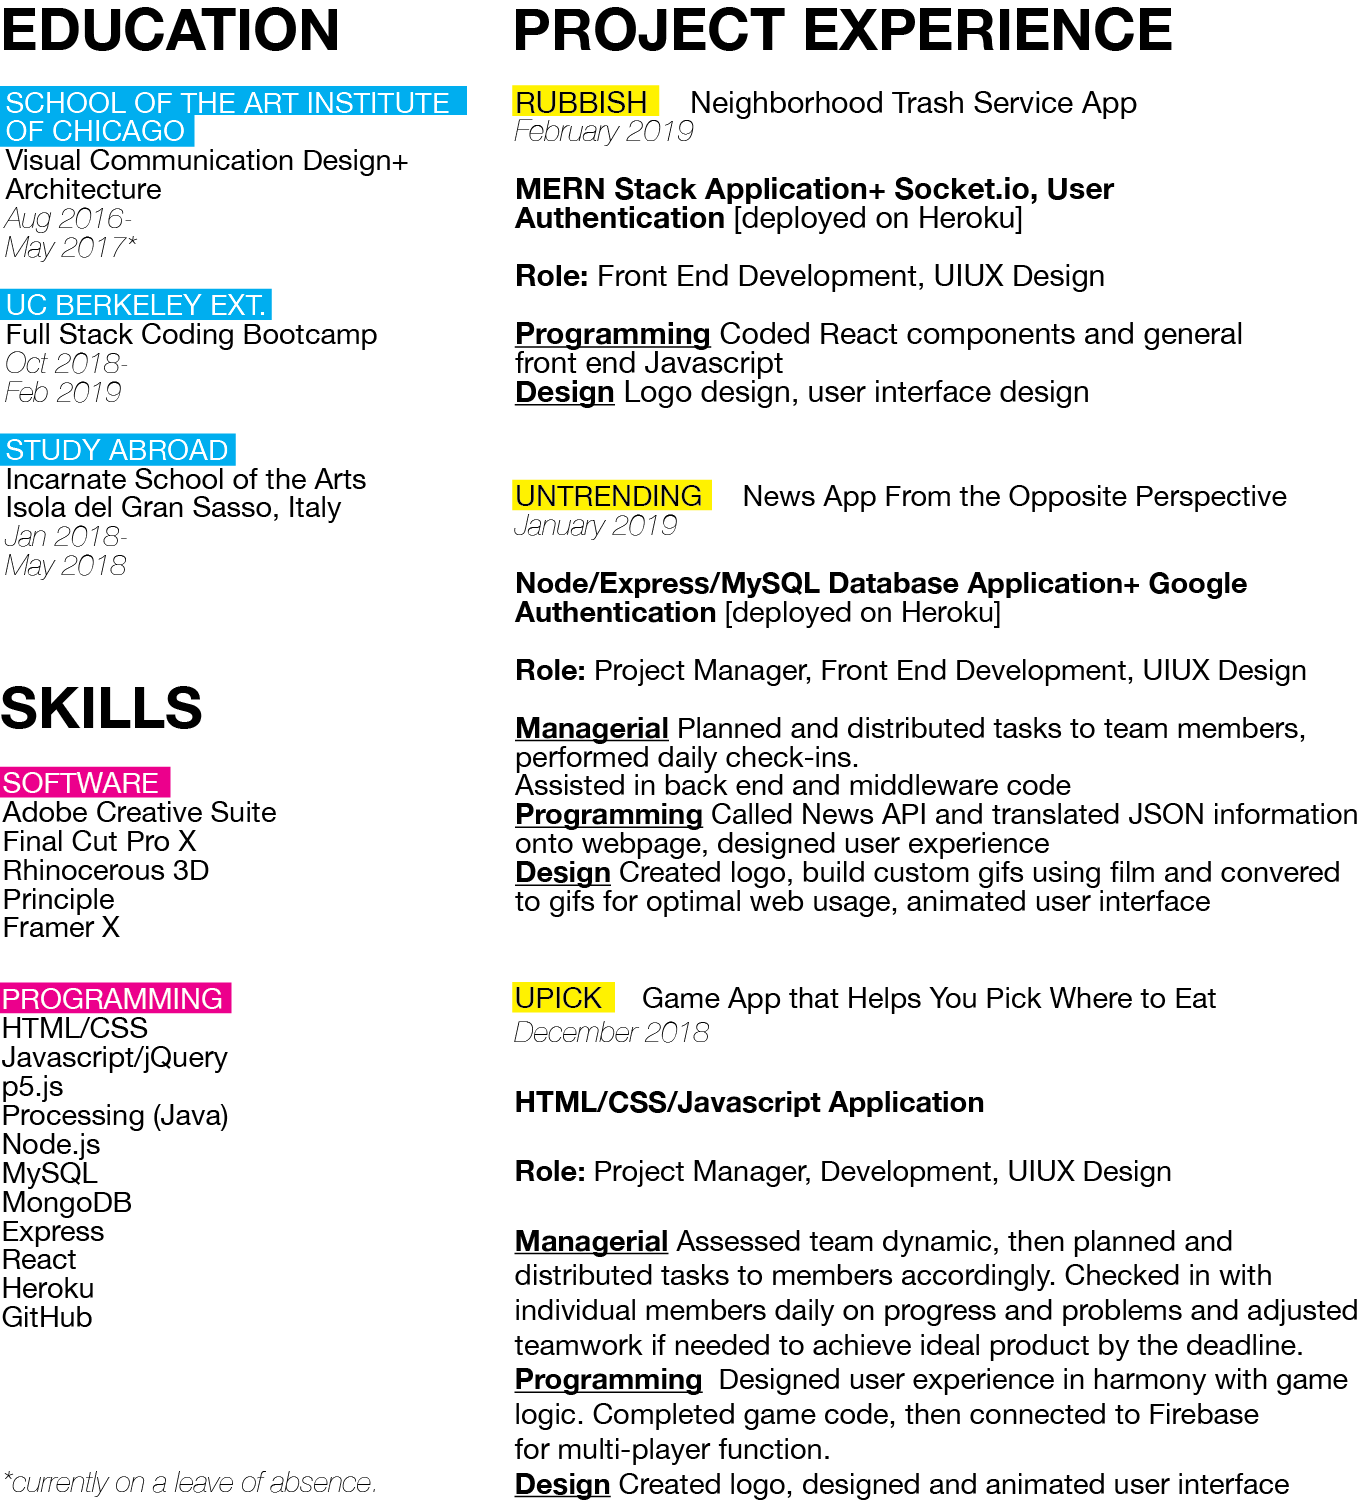 EDUCATION
SCHOOL OF THE ART INSTITUTE
OF CHICAGO
Visual Communication Design+
Architecture
Aug 2016-
May 2017*
UC BERKELEY EXT.
Full Stack Coding Bootcamp
Oct 2018-
Feb 2019
STUDY ABROAD
Incarnate School of the Arts
Isola del Gran Sasso, Italy
Jan 2018-
May 2018
SKILLS
SOFTWARE
Adobe Creative Suite
Final Cut Pro X
Rhinocerous 3D
Principle
Framer X
PROGRAMMING
HTML/CSS
Javascript/jQuery
p5.js
Processing (Java)
Node.js
MySQL
MongoDB
Express
React
Heroku
GitHub
*currently on a leave of absence.
PROJECT EXPERIENCE
RUBBISH Neighborhood Trash Service App
February 2019
MERN Stack Application+ Socket.io, User
Authentication [deployed on Heroku]
Role: Front End Development, UIUX Design
Programming Coded React components and general
front end Javascript
Design Logo design, user interface design
UNTRENDING News App From the Opposite Perspective
January 2019
Node/Express/MySQL Database Application+ Google
Authentication [deployed on Heroku]
Role: Project Manager, Front End Development, UIUX Design
Managerial Planned and distributed tasks to team members,
performed daily check-ins.
Assisted in back end and middleware code
Programming Called News API and translated JSON information
onto webpage, designed user experience
Design Created logo, build custom gifs using film and convered
to gifs for optimal web usage, animated user interface
UPICK Game App that Helps You Pick Where to Eat
December 2018
HTML/CSS/Javascript Application
Role: Project Manager, Development, UIUX Design
Managerial Assessed team dynamic, then planned and
distributed tasks to members accordingly. Checked in with
individual members daily on progress and problems and adjusted
teamwork if needed to achieve ideal product by the deadline.
Programming Designed user experience in harmony with game
logic. Completed game code, then connected to Firebase
for multi-player function.
Design Created logo, designed and animated user interface